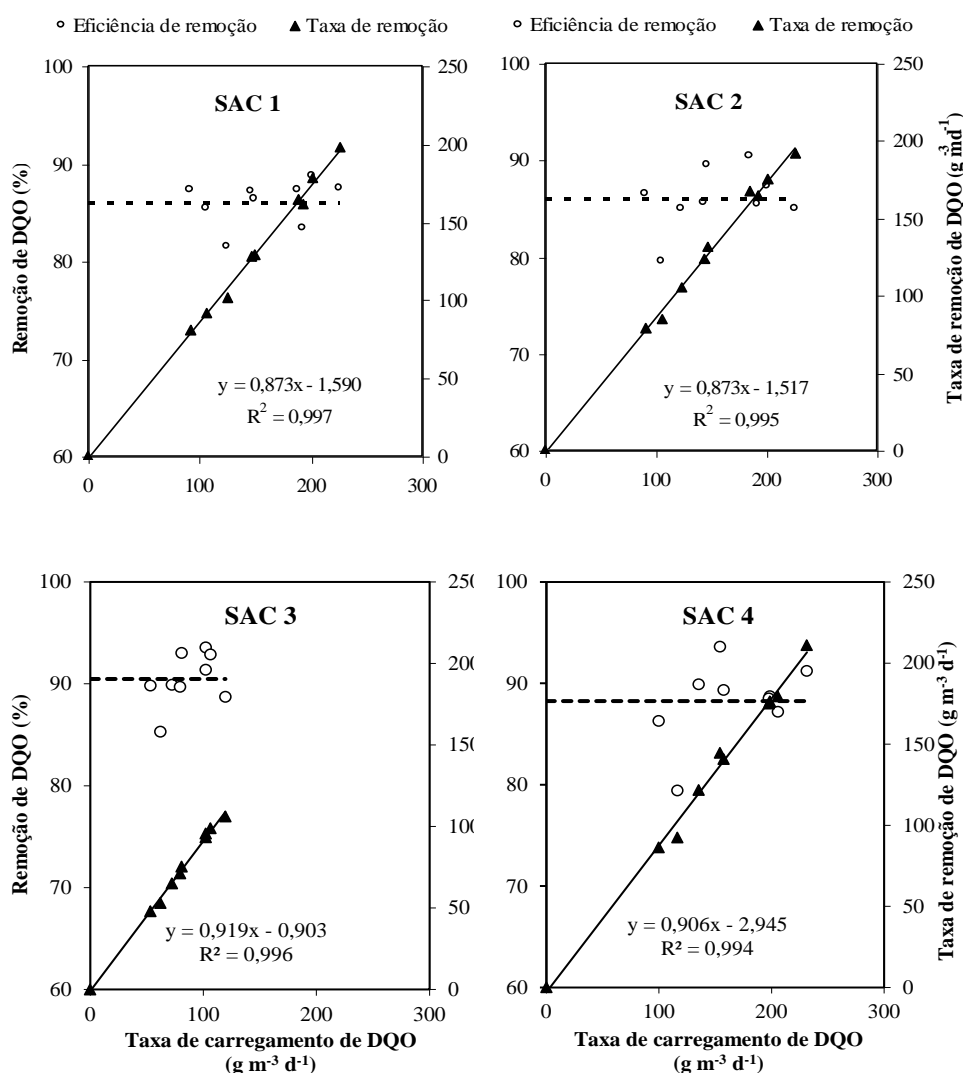 Eficiência de remoção Taxa de remoção Eficiência de remoção Taxa de remoção
SAC 1
Remoção de DQO (%)
100
90
80
70
60
250
200
150
100
50
0
y = 0,873x - 1,590
R2 = 0,997
0 100 200 300
SAC 2
100
90
80
70
60
250
200
150
100
50
0
Taxa de remoção de DQO (g -3 md-1)
y = 0,873x - 1,517
R2 = 0,995
0 100 200 300
SAC 3
Remoção de DQO (%)
100
90
80
70
60
250
200
150
100
50
0
y = 0,919x - 0,903
R² = 0,996
0 100 200 300
Taxa de carregamento de DQO
(g m-3 d-1)
SAC 4
100
90
80
70
60
250
200
150
100
50
0
Taxa de remoção de DQO (g m-3 d-1)
y = 0,906x - 2,945
R² = 0,994
0 100 200 300
Taxa de carregamento de DQO
(g m-3 d-1)